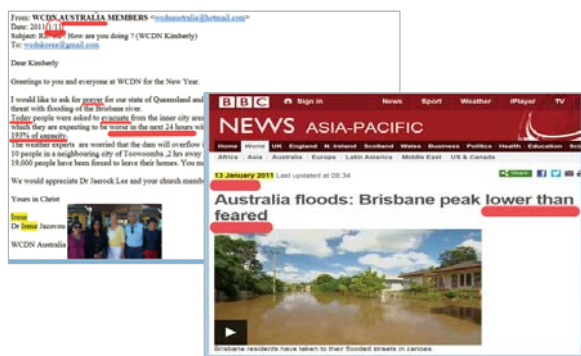 From: WCDN AUSTRALIA MEMBERS <wcdnaustralia@hotmail.com>
Date: 2011/1/11
Subject: Re: How are you doing ? (WCDN Kimberly)
To: wcdnkorea@gmail.com
Dear Kimberly
Greetings to you and everyone at WCDN for the New Year.
I would like to ask for prayer for our state of Queensland and
threat with flooding of the Brisbane river.
Today people were asked to evacuate from the inner city area
which they are expecting to be worse in the next 24 hours
193% of capacity.
The weather experts are worried that the dam will overflow
10 people in a neighbouring city of Toowoomba ,2 hrs away
19,000 people have been forced to leave their homes. You
We would appreciate Dr Jaerock Lee and your church
Yours in Christ
Irene
Dr Irene
WCDN Australia
BBC Sign in News Sport Weather iPlayer TV
NEWS ASIA-PACIFIC
Home World UK England N. Ireland Scotland Wales Business Politics Health Education
Africa Asia Australia Europe Latin America Middle East US & Canada
13 January 2011 Last updated at 08:34
Share
Australia floods: Brisbane peak lower than
feared
Brisbane residents have taken to their flooded streets in canoes.